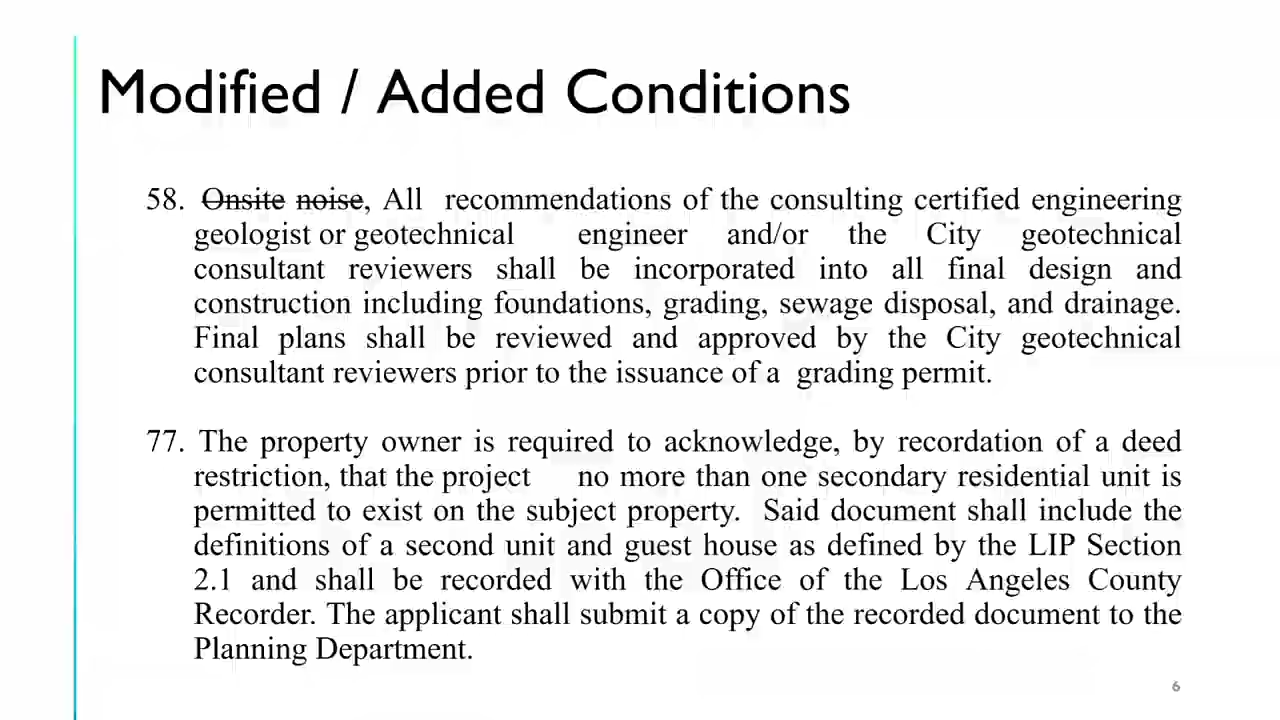 Modified / Added Conditions
58. Onsite noise, All recommendations of the consulting certified engineering
geologist or geotechnical engineer and/or the City geotechnical
consultant reviewers shall be incorporated into all final design and
construction including foundations, grading, sewage disposal, and drainage.
Final plans shall be reviewed and approved by the City geotechnical
consultant reviewers prior to the issuance of a grading permit.
77. The property owner is required to acknowledge, by recordation of a deed
restriction, that the project no more than one secondary residential unit is
permitted to exist on the subject property. Said document shall include the
definitions of a second unit and guest house as defined by the LIP Section
2.1 and shall be recorded with the Office of the Los Angeles County
Recorder. The applicant shall submit a copy of the recorded document to the
Planning Department.
6